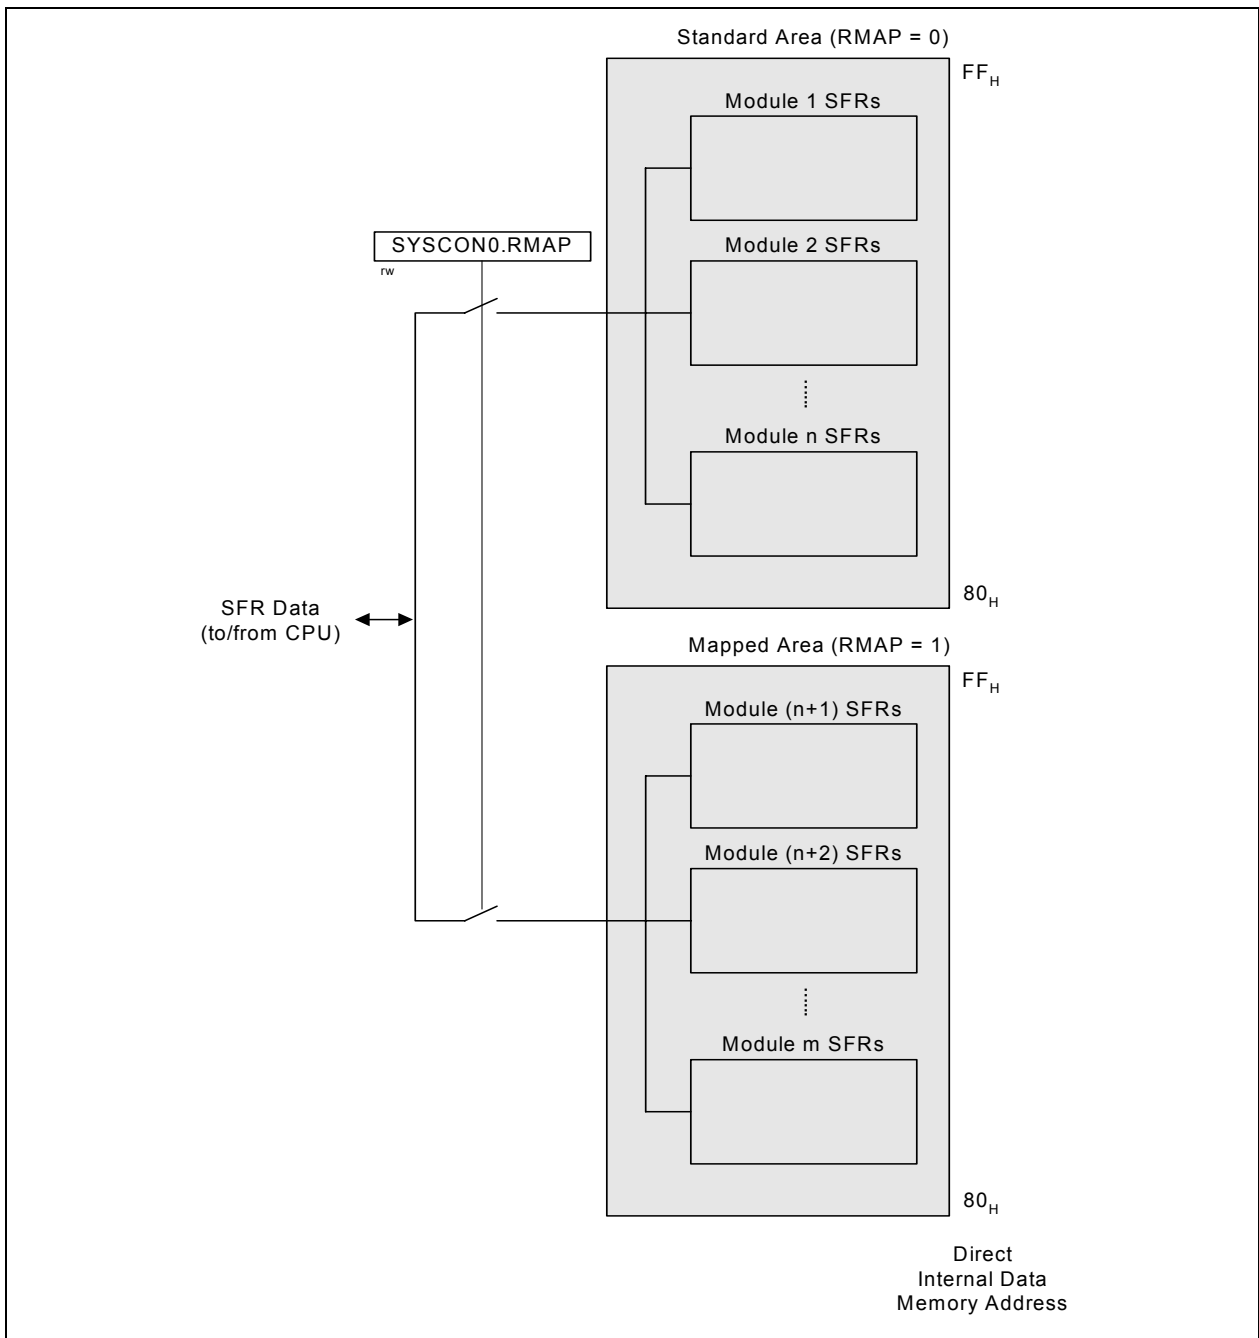 Standard Area (RMAP = 0)
FFH
Module 1 SFRs
SYSCON0.RMAP
rw
Module 2 SFRs
Module n SFRs
80H
SFR Data
(to/from CPU)
Mapped Area (RMAP = 1)
FFH
Module (n+1) SFRs
Module (n+2) SFRs
Module m SFRs
80H
Direct
Internal Data
Memory Address